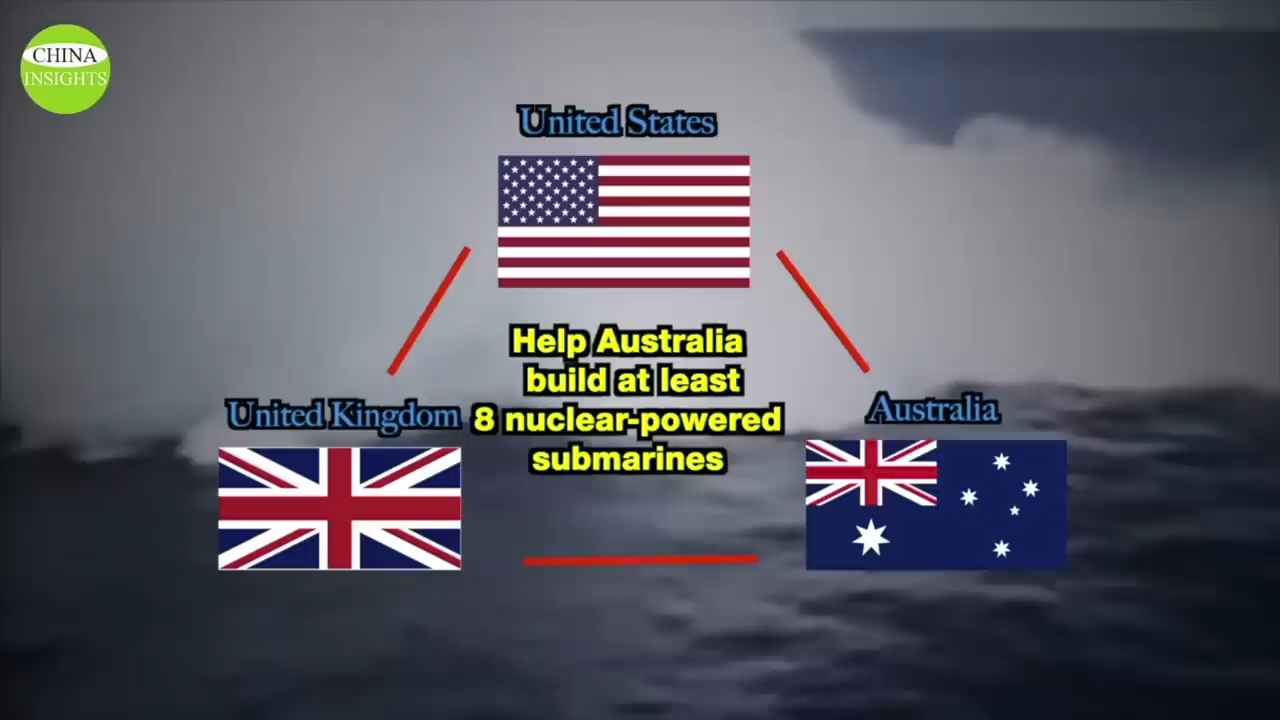 CHINA
INSIGHTS
United States
Help Australia
build at least
8 nuclear-powered
submarines
United Kingdom
Australia